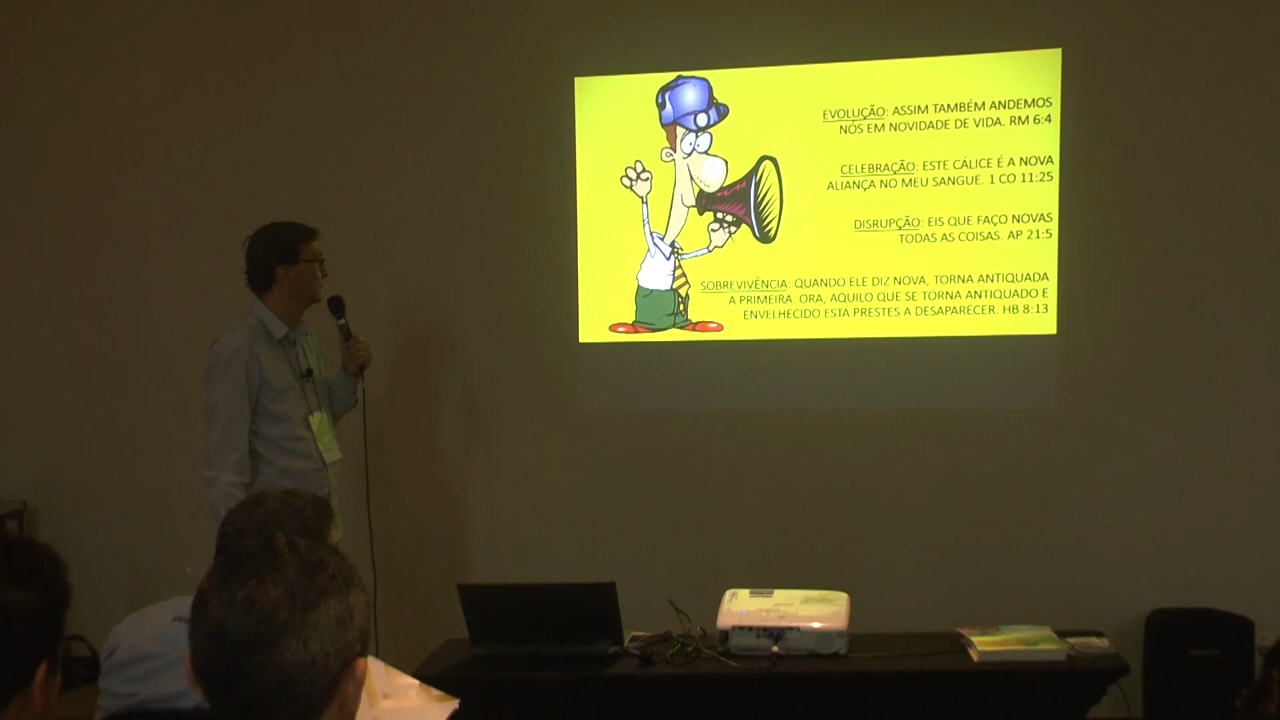 EVOLUÇÃO: ASSIM TAMBÉM ANDEMOS
NÓS EM NOVIDADE DE VIDA. RM 6:4
CELEBRAÇÃO: ESTE CÁLICE É A NOVA
ALIANÇA NO MEU SANGUE. 1 CO 11:25
DISRUPÇÃO: EIS QUE FAÇO NOVAS
TODAS AS COISAS. AP 21:5
SOBREVIVÊNCIA: QUANDO ELE DIZ NOVA, TORNA ANTIQUADA
A PRIMEIRA. ORA, AQUILO QUE SE TORNA ANTIQUADO E
ENVELHECIDO ESTÁ PRESTES A DESAPARECER. HB 8:13